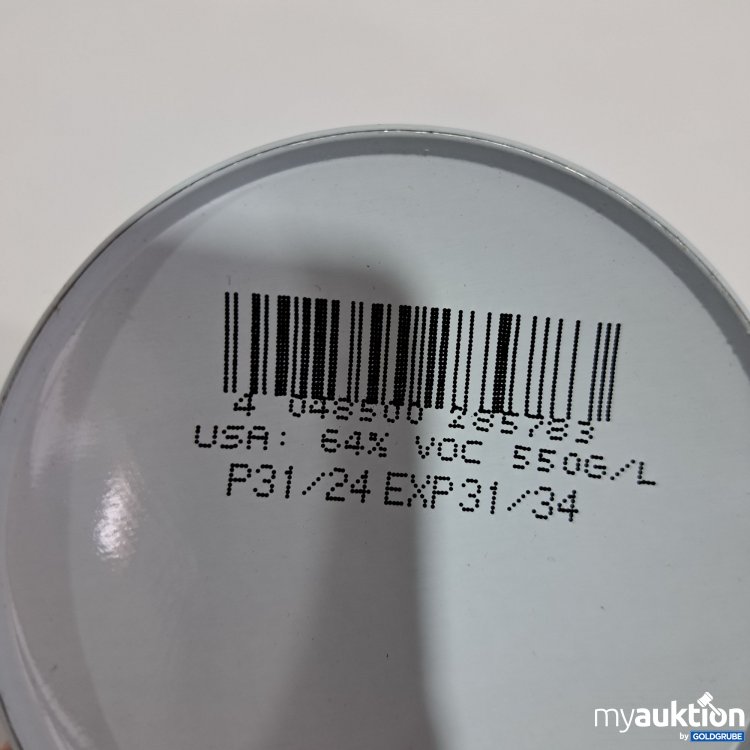 4 048500 285783
USA: 64% VOC 550G/L
P31/24 EXP31/34
myauktion
by GOLDGRUBE